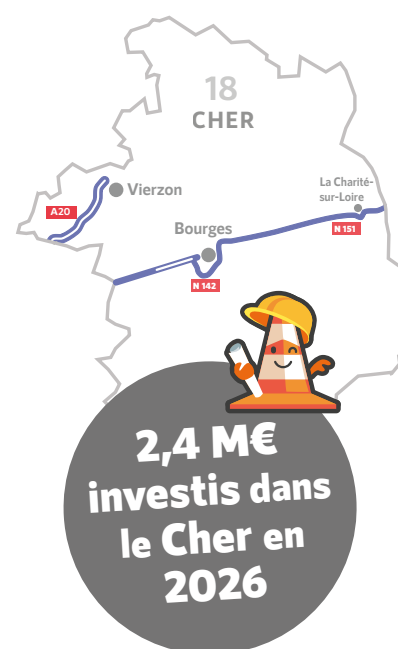 18
CHER
Vierzon
A20
La Charité-
sur-Loire
N 151
Bourges
N 142
2,4 M€
investis dans
le Cher en
2026